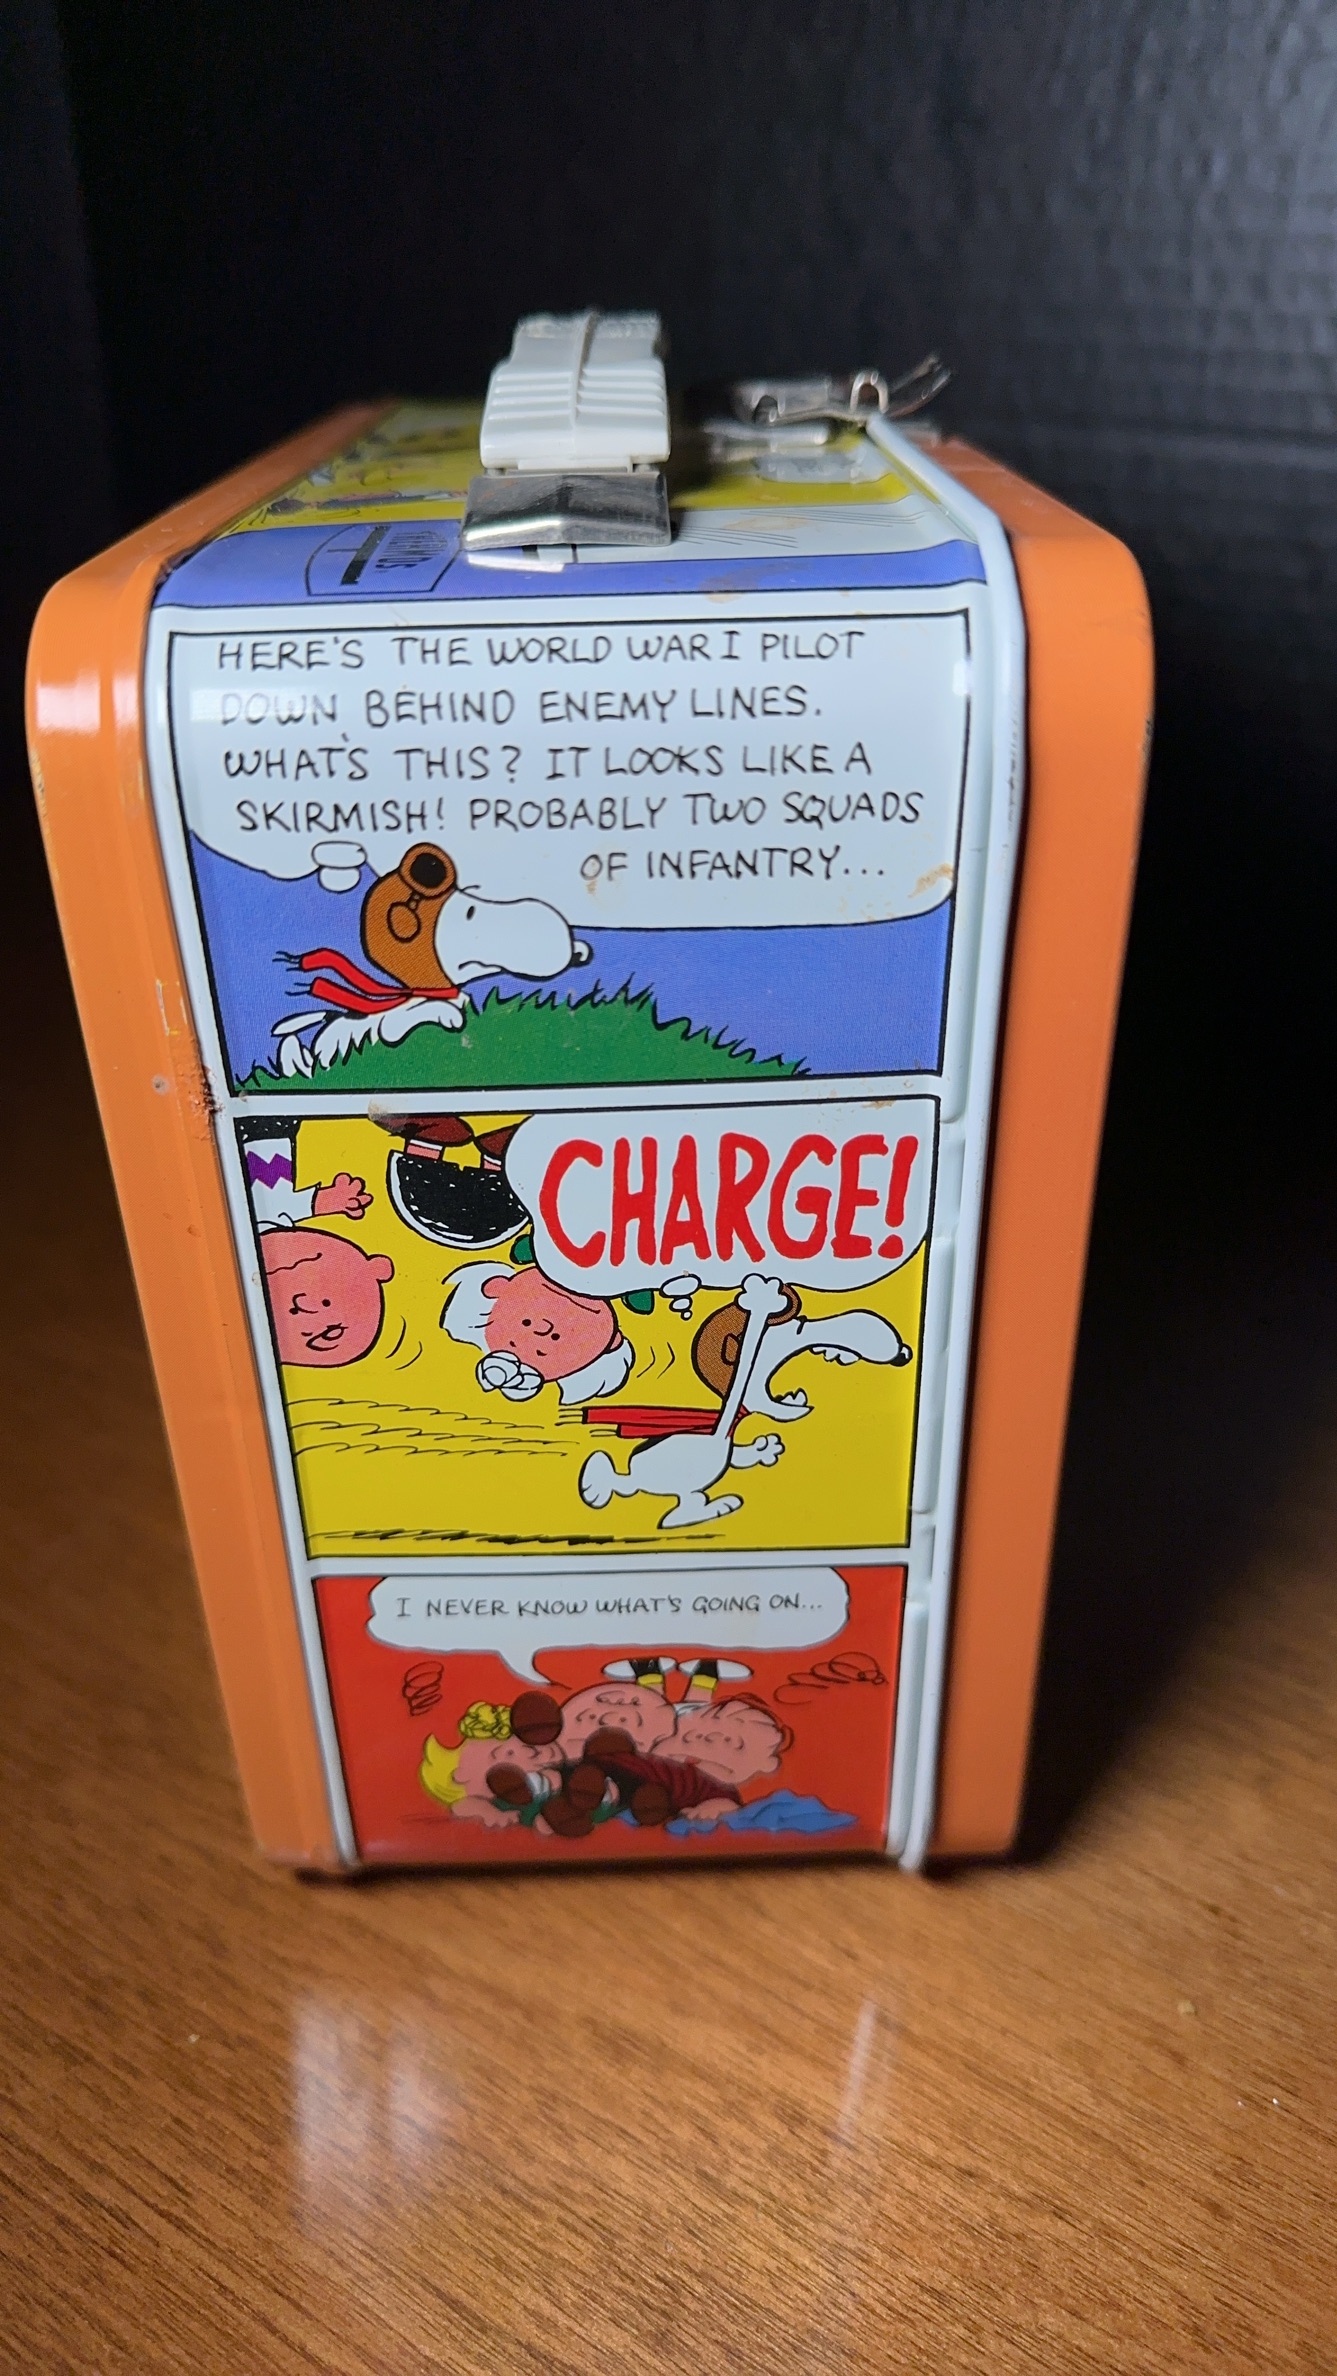 HERE'S THE WORLD WAR I PILOT
DOWN BEHIND ENEMY LINES.
WHAT'S THIS? IT LOOKS LIKE A
SKIRMISH! PROBABLY TWO SQUADS
OF INFANTRY...
CHARGE!
I NEVER KNOW WHAT'S GOING ON...